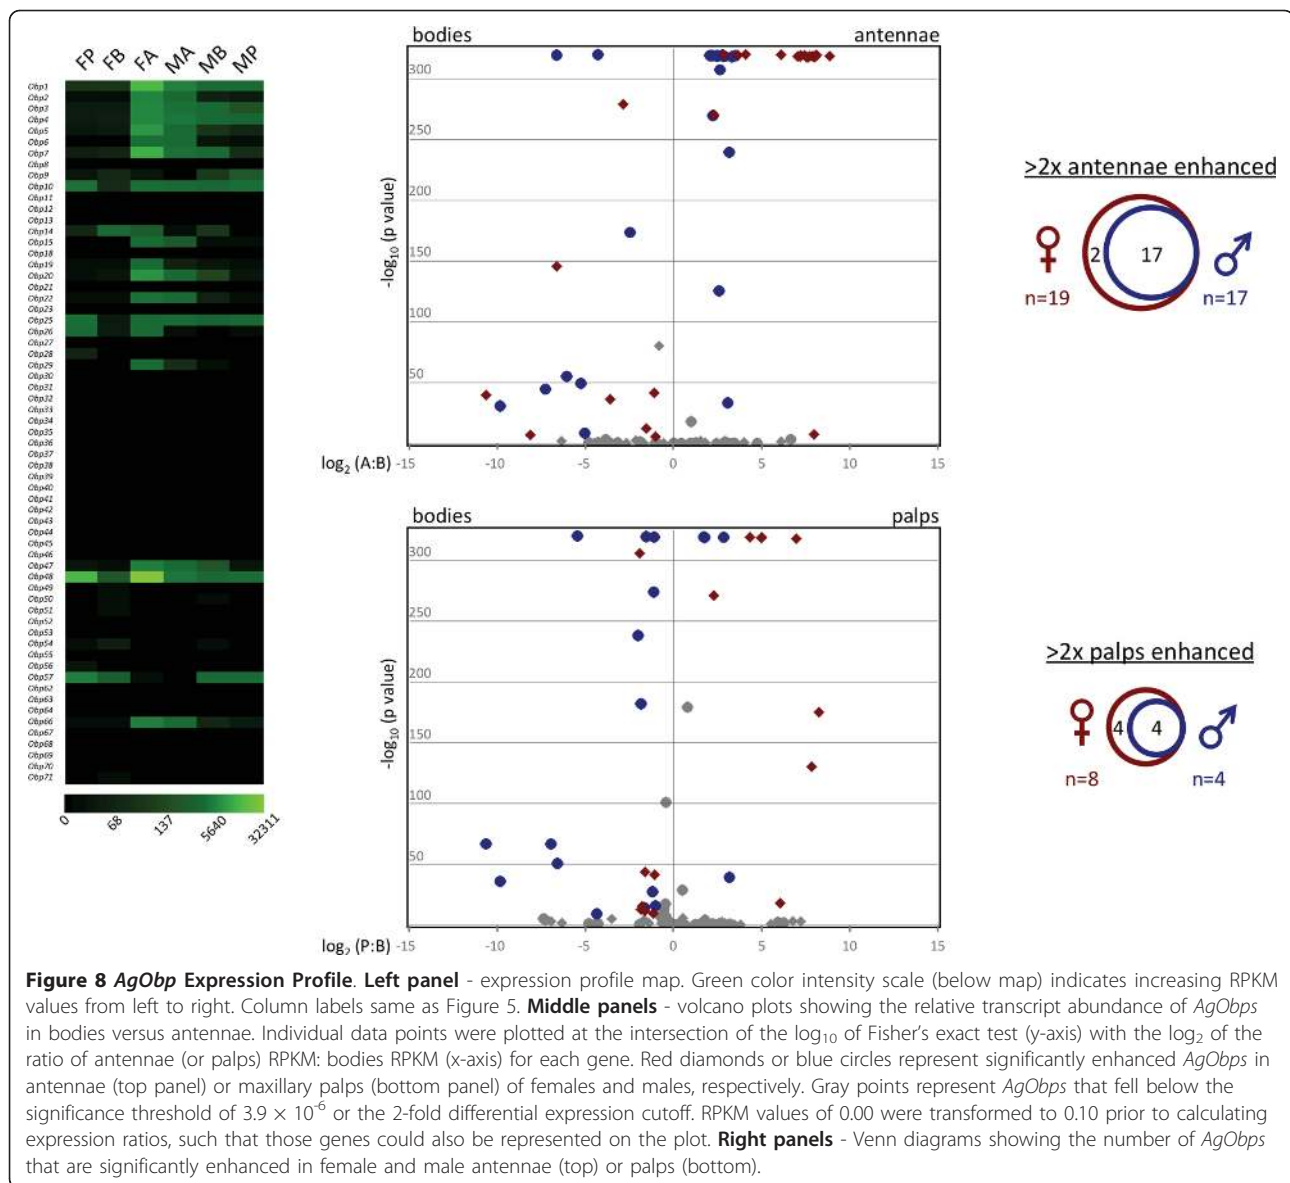 FP FB FA MA MB MP
Obp1
Obp2
Obp3
Obp4
Obp5
Obp6
Obp7
Obp8
Obp9
Obp10
Obp11
Obp12
Obp13
Obp14
Obp15
Obp18
Obp19
Obp20
Obp21
Obp22
Obp23
Obp25
Obp26
Obp27
Obp28
Obp29
Obp30
Obp31
Obp32
Obp33
Obp34
Obp35
Obp36
Obp37
Obp38
Obp39
Obp40
Obp41
Obp42
Obp43
Obp44
Obp45
Obp46
Obp47
Obp48
Obp49
Obp50
Obp51
Obp52
Obp53
Obp54
Obp55
Obp56
Obp57
Obp62
Obp63
Obp64
Obp66
Obp67
Obp68
Obp69
Obp70
Obp71
0 68 137 5640 32311
bodies antennae
300
250
200
150
100
50
-log10 (p value)
log2 (A:B) -15 -10 -5 0 5 10 15
bodies palps
300
250
200
150
100
50
-log10 (p value)
log2 (P:B) -15 -10 -5 0 5 10 15
>2x antennae enhanced
♀ 2 17 ♂
n=19 n=17
>2x palps enhanced
♀ 4 4 ♂
n=8 n=4
Figure 8 AgObp Expression Profile. Left panel - expression profile map. Green color intensity scale (below map) indicates increasing RPKM
values from left to right. Column labels same as Figure 5. Middle panels - volcano plots showing the relative transcript abundance of AgObps
in bodies versus antennae. Individual data points were plotted at the intersection of the log10 of Fisher's exact test (y-axis) with the log2 of the
ratio of antennae (or palps) RPKM: bodies RPKM (x-axis) for each gene. Red diamonds or blue circles represent significantly enhanced AgObps in
antennae (top panel) or maxillary palps (bottom panel) of females and males, respectively. Gray points represent AgObps that fell below the
significance threshold of 3.9 × 10-6 or the 2-fold differential expression cutoff. RPKM values of 0.00 were transformed to 0.10 prior to calculating
expression ratios, such that those genes could also be represented on the plot. Right panels - Venn diagrams showing the number of AgObps
that are significantly enhanced in female and male antennae (top) or palps (bottom).